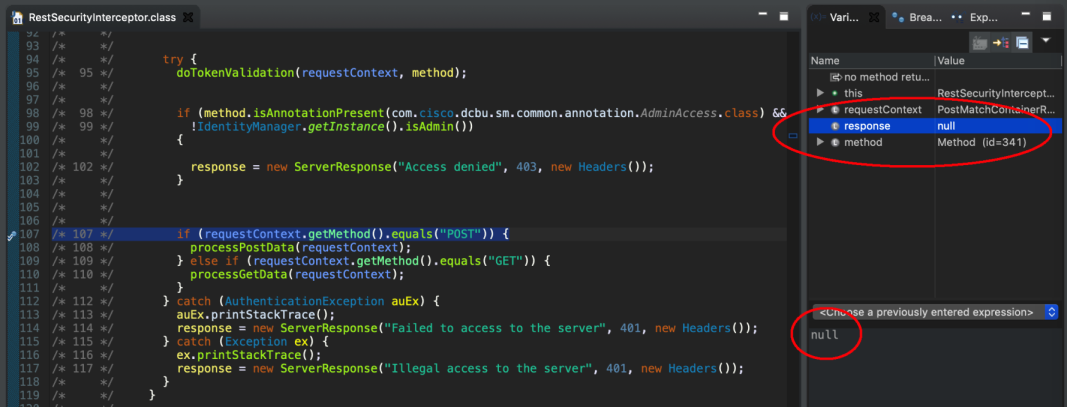 RestSecurityInterceptor.class
Vari...
Brea...
Exp...
92 /*      */
93 /*      */
94 /*      */       try {
95 /*   95 */         doTokenValidation(requestContext, method);
96 /*      */
97 /*      */
98 /*   98 */         if (method.isAnnotationPresent(com.cisco.dcbu.sm.common.annotation.AdminAccess.class) &&
99 /*   99 */           !IdentityManager.getInstance().isAdmin())
100 /*      */         {
101 /*      */
102 /*  102 */           response = new ServerResponse("Access denied", 403, new Headers());
103 /*      */         }
104 /*      */
105 /*      */
106 /*      */
107 /*  107 */         if (requestContext.getMethod().equals("POST")) {
108 /*  108 */           processPostData(requestContext);
109 /*  109 */         } else if (requestContext.getMethod().equals("GET")) {
110 /*  110 */           processGetData(requestContext);
111 /*      */         }
112 /*  112 */       } catch (AuthenticationException auEx) {
113 /*  113 */         auEx.printStackTrace();
114 /*  114 */         response = new ServerResponse("Failed to access to the server", 401, new Headers());
115 /*  115 */       } catch (Exception ex) {
116 /*  116 */         ex.printStackTrace();
117 /*  117 */         response = new ServerResponse("Illegal access to the server", 401, new Headers());
118 /*      */       }
119 /*      */     }
Name Value
no method retu...
this RestSecurityIntercept...
requestContext PostMatchContainerR...
response null
method Method (id=341)
<Choose a previously entered expression>
null